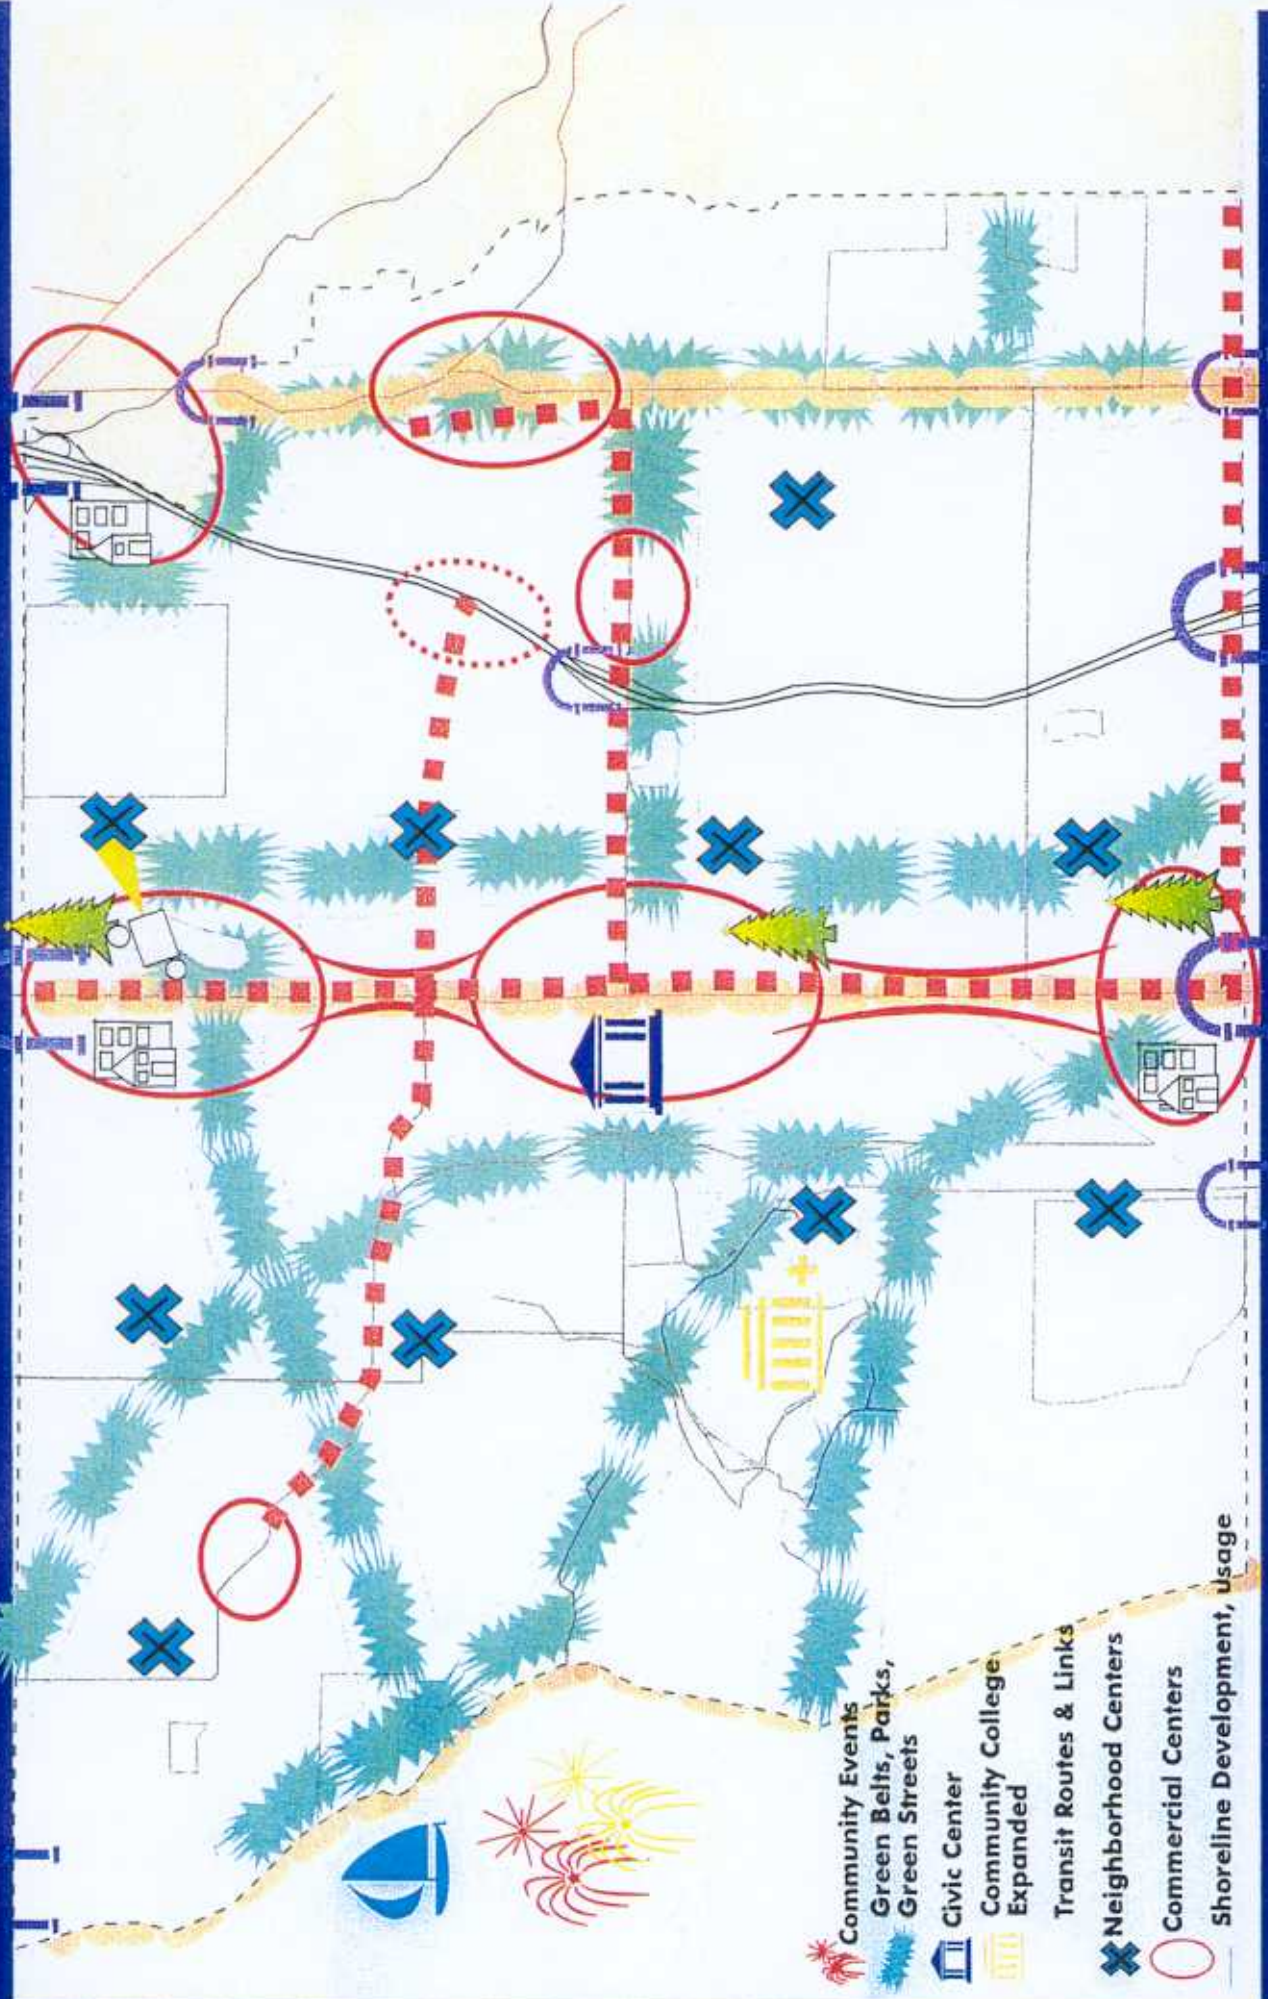 Community Events
Green Belts, Parks,
Green Streets
Civic Center
Community College
Expanded
Transit Routes & Links
Neighborhood Centers
Commercial Centers
Shoreline Development, usage